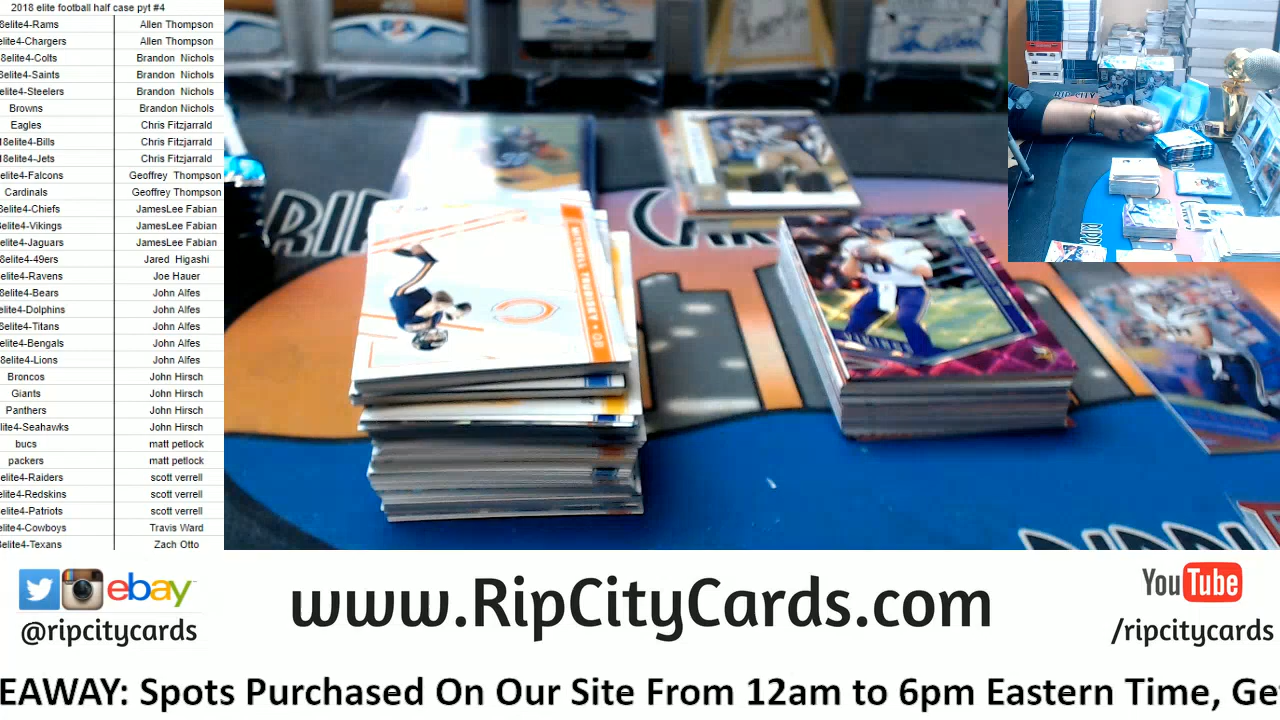 2018 elite football half case pyt #4
8elite4-Rams Allen Thompson
elite4-Chargers Allen Thompson
8elite4-Colts Brandon Nichols
8elite4-Saints Brandon Nichols
elite4-Steelers Brandon Nichols
Browns Brandon Nichols
Eagles Chris Fitzjarrald
18elite4-Bills Chris Fitzjarrald
18elite4-Jets Chris Fitzjarrald
8elite4-Falcons Geoffrey Thompson
Cardinals Geoffrey Thompson
8elite4-Chiefs JamesLee Fabian
8elite4-Vikings JamesLee Fabian
elite4-Jaguars JamesLee Fabian
8elite4-49ers Jared Higashi
elite4-Ravens Joe Hauer
8elite4-Bears John Alfes
elite4-Dolphins John Alfes
8elite4-Titans John Alfes
elite4-Bengals John Alfes
8elite4-Lions John Alfes
Broncos John Hirsch
Giants John Hirsch
Panthers John Hirsch
lite4-Seahawks John Hirsch
bucs matt petlock
packers matt petlock
elite4-Raiders scott verrell
elite4-Redskins scott verrell
elite4-Patriots scott verrell
elite4-Cowboys Travis Ward
8elite4-Texans Zach Otto
RIP C
MITCHELL TRUBISKY • QB
VIKINGS
RIP CITY
ebay
@ripcitycards
www.RipCityCards.com
You Tube
/ripcitycards
EAWAY: Spots Purchased On Our Site From 12am to 6pm Eastern Time, Ge